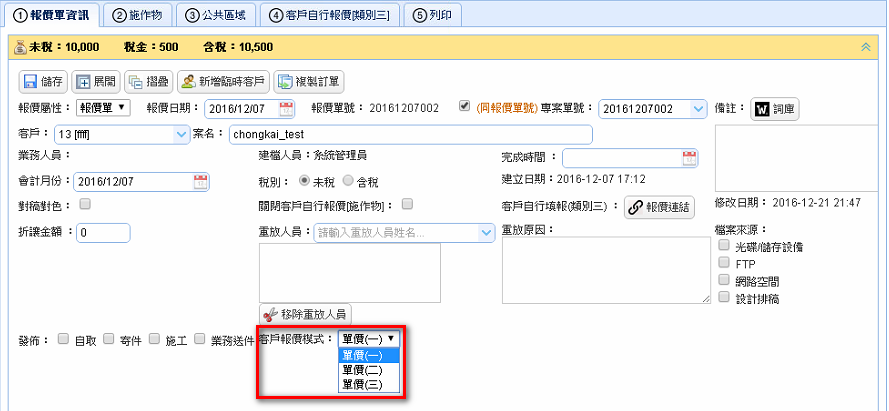 ① 報價單資訊 ② 施作物 ③ 公共區域 ④ 客戶自行報價[類別三] ⑤ 列印
未稅：10,000 稅金：500 含稅：10,500
儲存 展開 摺疊 新增臨時客戶 複製訂單
報價屬性： 報價單 報價日期： 2016/12/07 報價單號： 20161207002 (同報價單號) 專案單號： 20161207002 備註： W 詞庫
客戶： 13 [ffff] 案名： chongkai_test
業務人員： 建檔人員：系統管理員 完成時間：
會計月份： 2016/12/07 稅別： 未稅 含稅 建立日期：2016-12-07 17:12
對稿對色： 關閉客戶自行報價[施作物]： 客戶自行填報(類別三)： 報價連結 修改日期： 2016-12-21 21:47
折讓金額： 0 重放人員： 請輸入重放人員姓名... 重放原因： 檔案來源：
光碟/儲存設備
FTP
網路空間
設計排稿
移除重放人員
發佈： 自取 寄件 施工 業務送件 客戶報價模式： 單價(一)
單價(一)
單價(二)
單價(三)